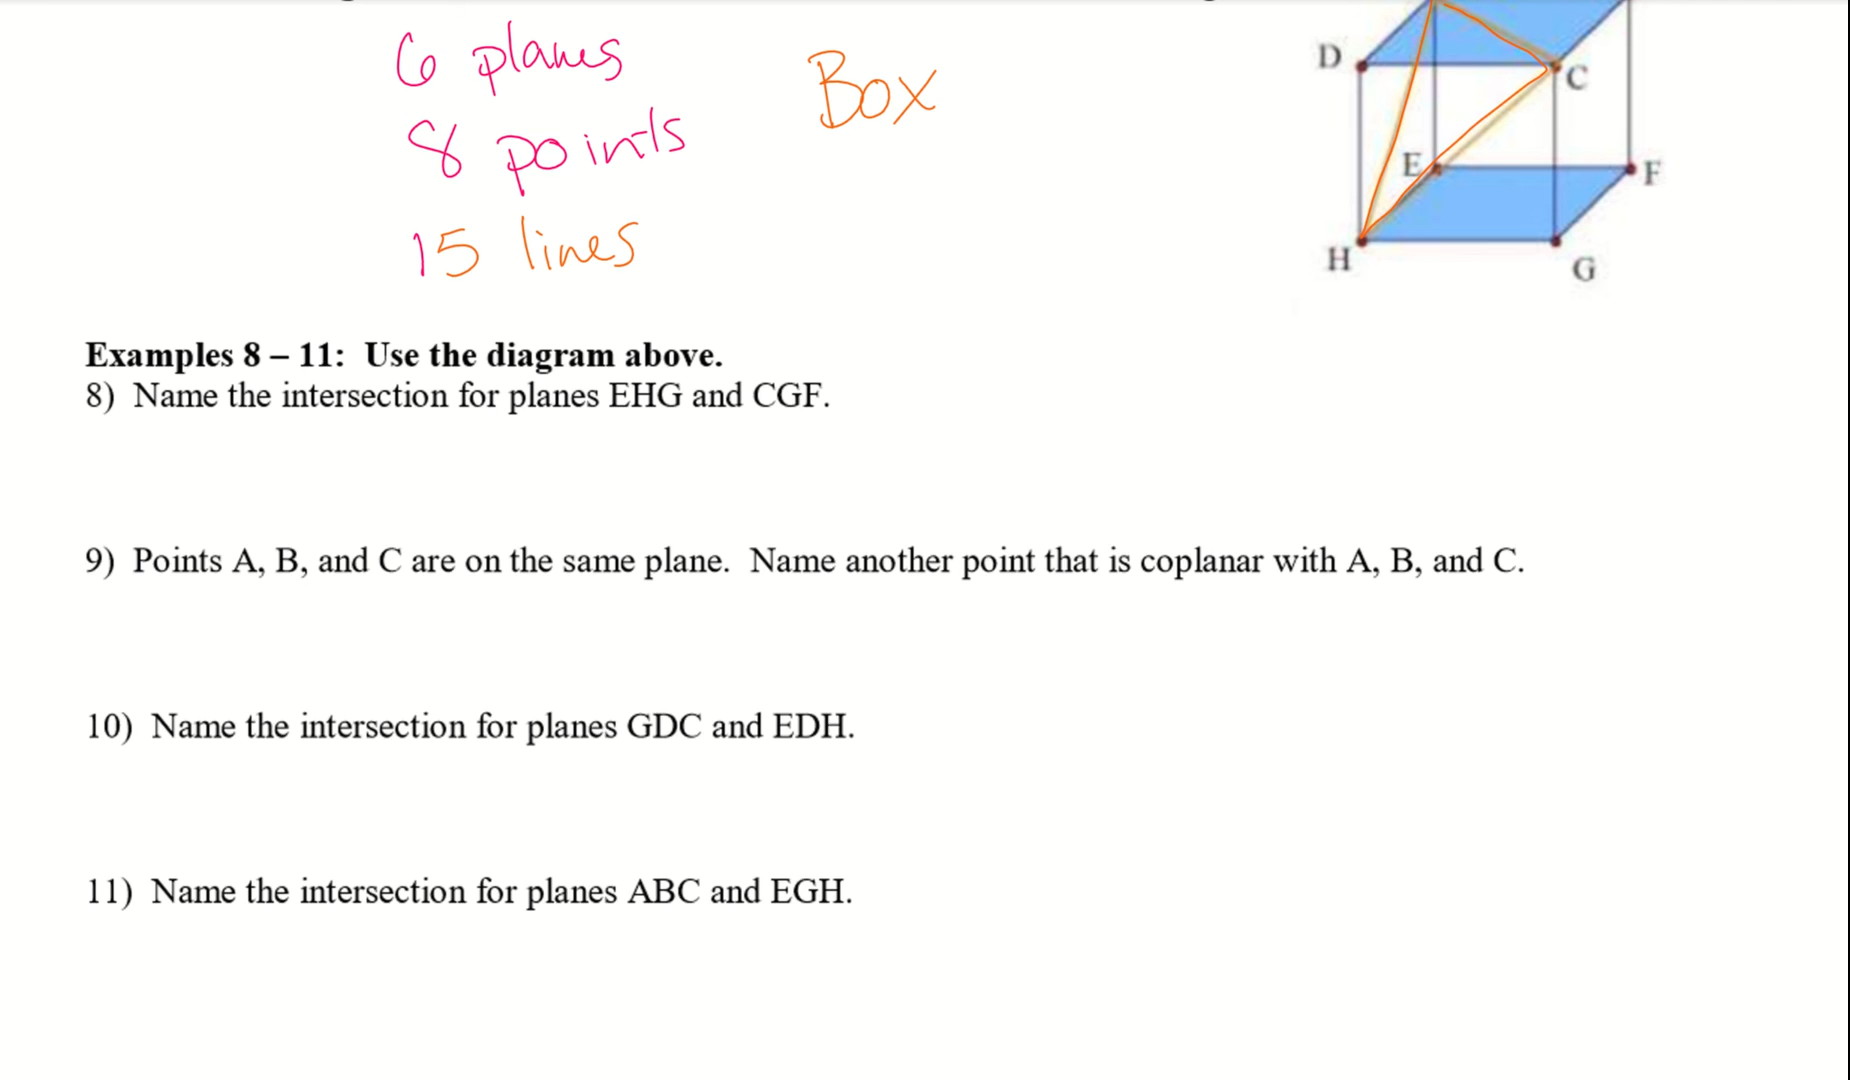 6 planes
8 points
15 lines
Box
D
C
E
F
H
G
Examples 8 – 11: Use the diagram above.
8) Name the intersection for planes EHG and CGF.
9) Points A, B, and C are on the same plane. Name another point that is coplanar with A, B, and C.
10) Name the intersection for planes GDC and EDH.
11) Name the intersection for planes ABC and EGH.